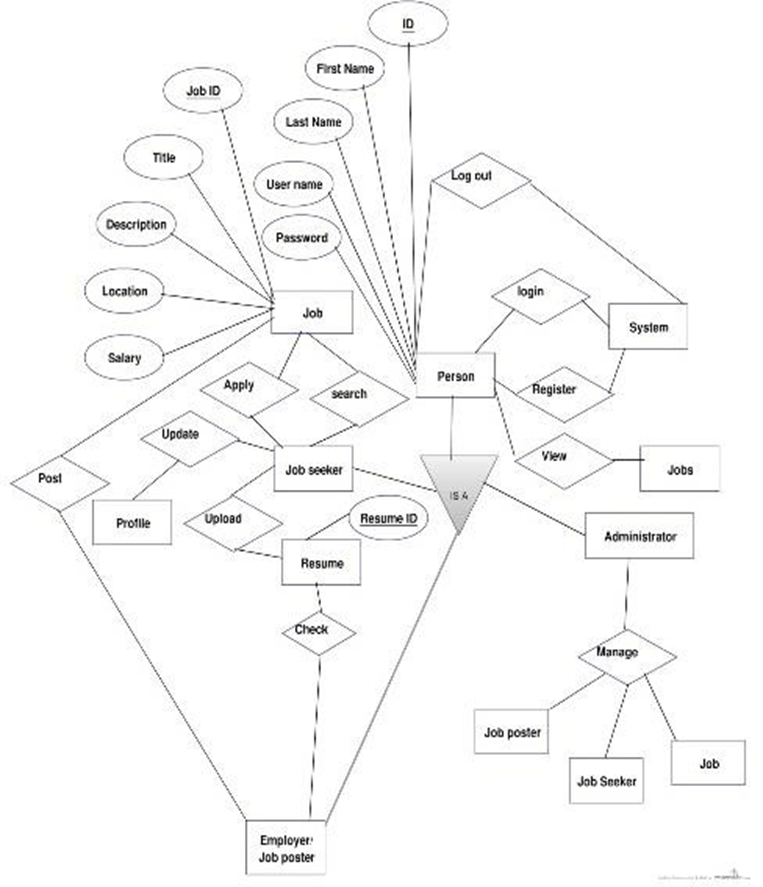 ID
First Name
Job ID
Last Name
Title
Log out
User name
Description
Password
Location
login
Job
System
Salary
Person
Apply
search
Register
Update
View
Post
Job seeker
Jobs
IS A
Profile
Upload
Resume ID
Administrator
Resume
Check
Manage
Job poster
Job Seeker
Job
Employer/
Job poster